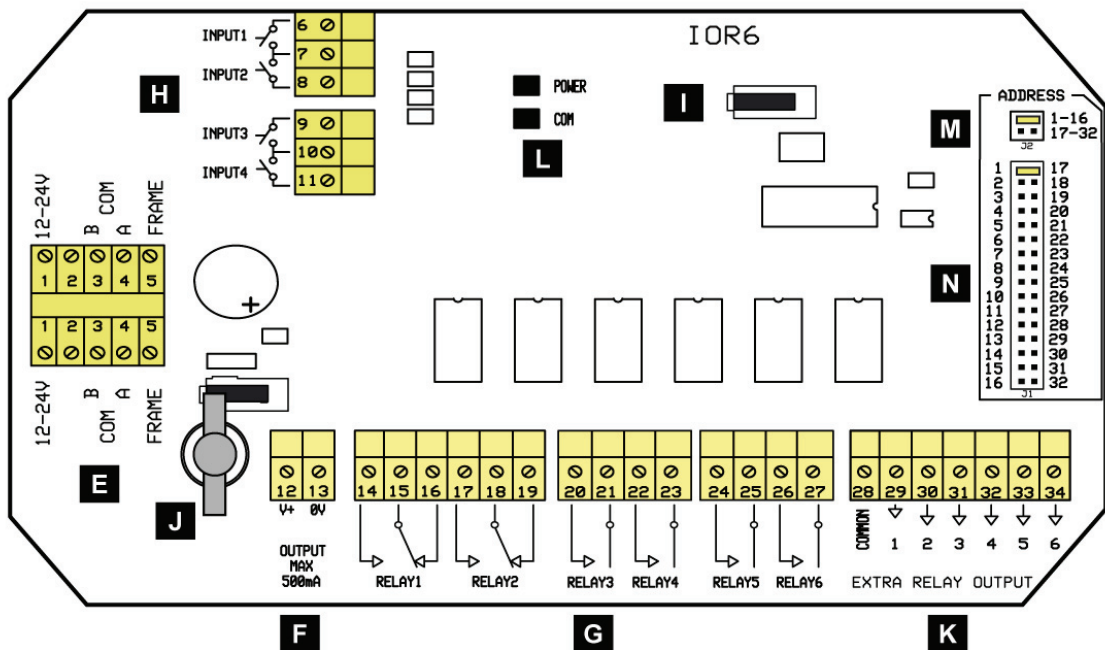 IOR6
INPUT1
INPUT2
6
7
8
H
INPUT3
INPUT4
9
10
11
POWER
COM
L
I
ADDRESS
M
1-16
17-32
J2
1 17
2 18
3 19
4 20
5 21
6 22
7 23
8 24
9 25
10 26
11 27
12 28
13 29
14 30
15 31
16 32
J1
N
12-24V
B
COM
A
FRAME
1 2 3 4 5
1 2 3 4 5
12-24V
B
COM
A
FRAME
E
+
J
12 13
V+ 0V
OUTPUT
MAX
500mA
F
14 15 16 17 18 19
RELAY1 RELAY2
20 21 22 23
RELAY3 RELAY4
G
24 25 26 27
RELAY5 RELAY6
28 29 30 31 32 33 34
COMMON
1 2 3 4 5 6
EXTRA RELAY OUTPUT
K